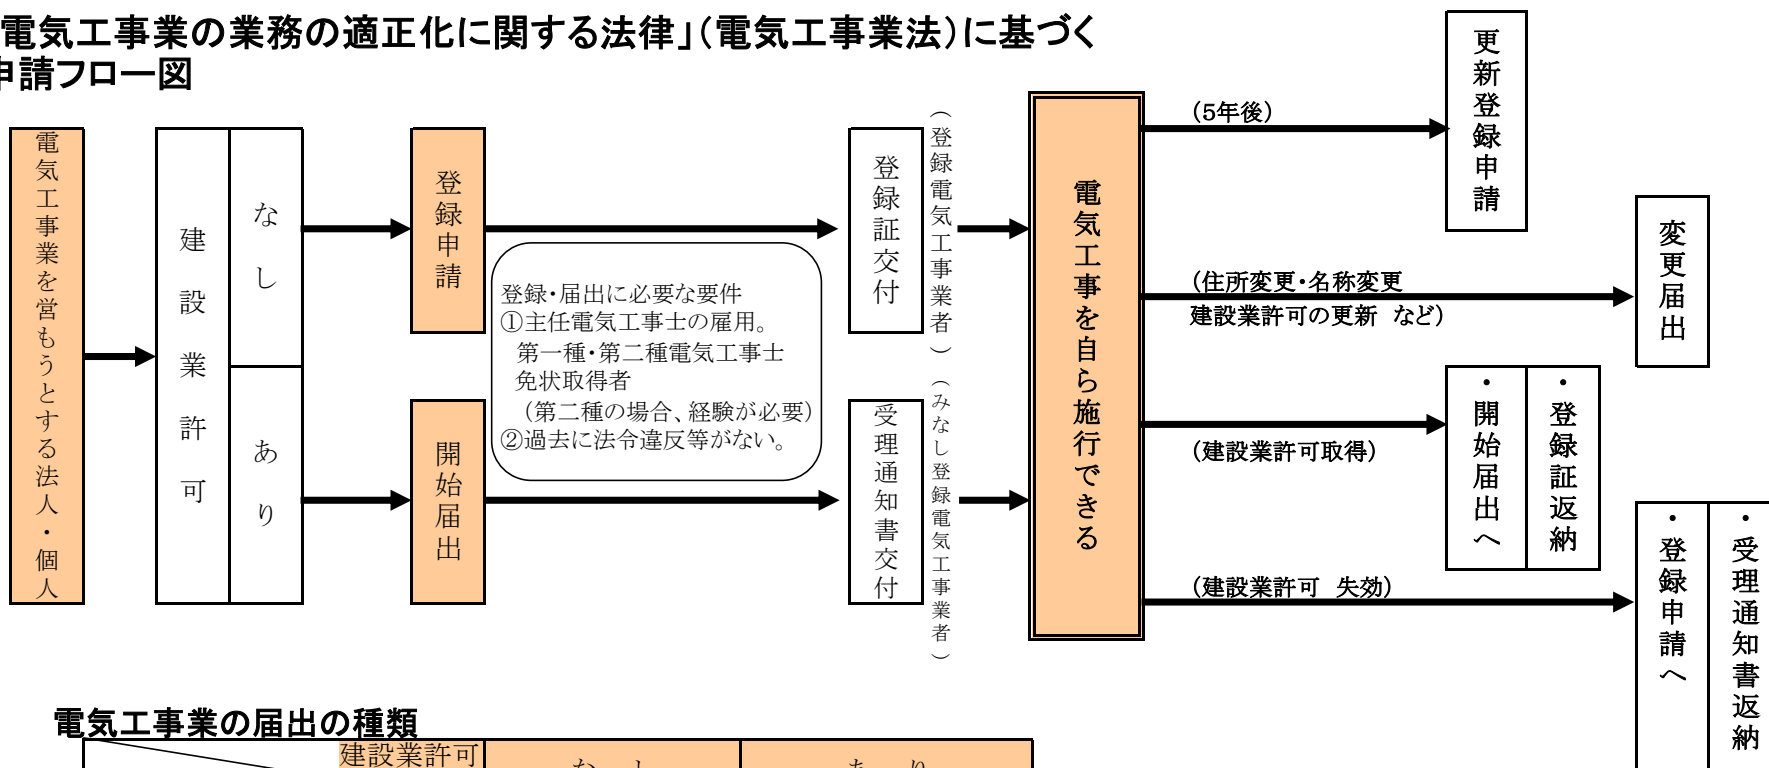 電気工事業の業務の適正化に関する法律」(電気工事業法)に基づく
申請フロー図
電気工事業を営もうとする法人・個人
建設業許可
なし
あり
登録申請
開始届出
登録・届出に必要な要件
①主任電気工事士の雇用。
第一種・第二種電気工事士
免状取得者
(第二種の場合、経験が必要)
②過去に法令違反等がない。
登録証交付
(登録電気工事業者)
受理通知書交付
(みなし登録電気工事業者)
電気工事を自ら施行できる
(5年後)
更新登録申請
(住所変更・名称変更
建設業許可の更新 など)
変更届出
(建設業許可取得)
・登録証返納
・開始届出へ
(建設業許可 失効)
・受理通知書返納
・登録申請へ
電気工事業の届出の種類
建設業許可
なし
あり